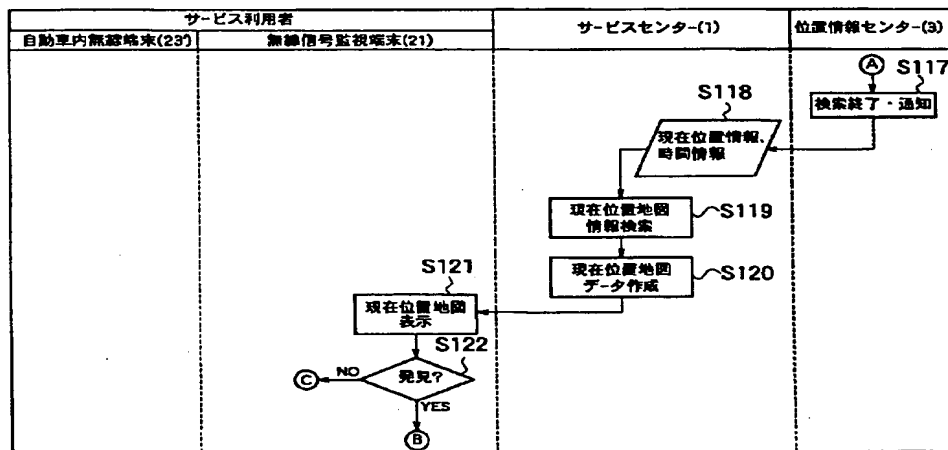 サービス利用者
サービスセンター(1)
位置情報センター(3)
自動車内無線端末(23')
無線信号監視端末(21)
A
S117
検索終了・通知
S118
現在位置情報、
時間情報
現在位置地図
情報検索
S119
現在位置地図
データ作成
S120
S121
現在位置地図
表示
S122
発見?
NO
C
YES
B